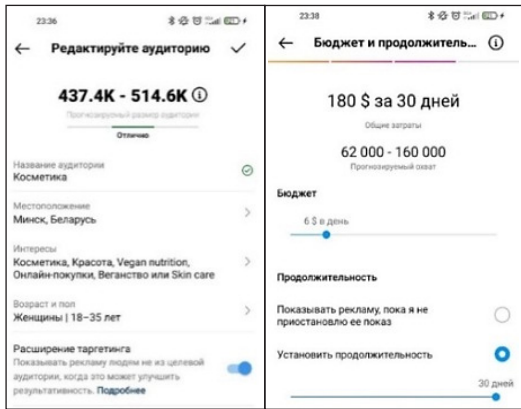 23:36
Редактируйте аудиторию
437.4K - 514.6K
Прогнозируемый размер аудитории
Отлично
Название аудитории
Косметика
Местоположение
Минск, Беларусь
Интересы
Косметика, Красота, Vegan nutrition,
Онлайн-покупки, Веганство или Skin care
Возраст и пол
Женщины | 18–35 лет
Расширение таргетинга
Показывать рекламу людям не из целевой
аудитории, когда это может улучшить
результативность. Подробнее
23:38
Бюджет и продолжитель...
180 $ за 30 дней
Общие затраты
62 000 - 160 000
Прогнозируемый охват
Бюджет
6 $ в день
Продолжительность
Показывать рекламу, пока я не
приостановлю ее показ
Установить продолжительность
30 дней